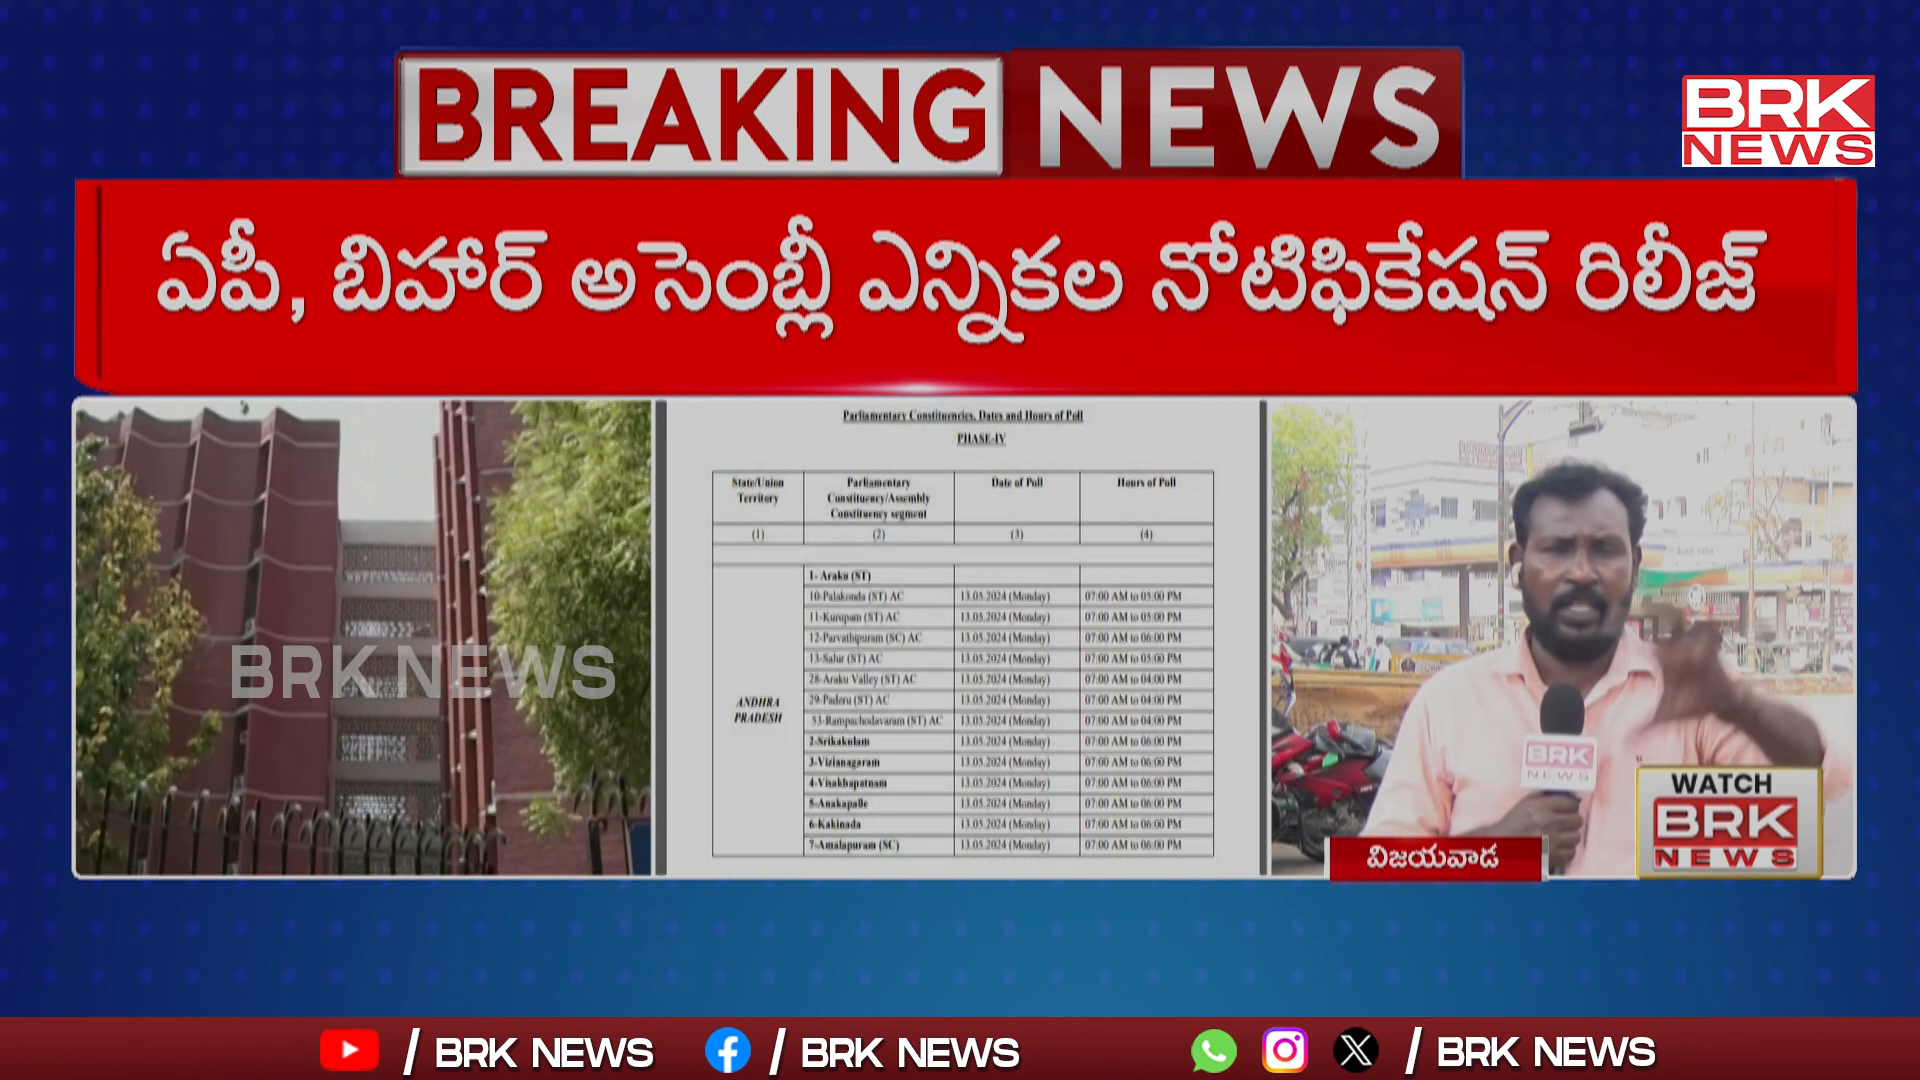 BREAKING NEWS
BRK
NEWS
ఏపీ, బిహార్ అసెంబ్లీ ఎన్నికల నోటిఫికేషన్ రిలీజ్
BRK NEWS
Parliamentary Constituencies, Dates and Hours of Poll
PHASE-IV
State/Union Territory | Parliamentary Constituency/Assembly Constituency segment | Date of Poll | Hours of Poll
(1) (2) (3) (4)
ANDHRA PRADESH
1- Araku (ST)
10-Palakonda (ST) AC 13.05.2024 (Monday) 07:00 AM to 05:00 PM
11-Kurupam (ST) AC 13.05.2024 (Monday) 07:00 AM to 05:00 PM
12-Parvathipuram (SC) AC 13.05.2024 (Monday) 07:00 AM to 06:00 PM
13-Salur (ST) AC 13.05.2024 (Monday) 07:00 AM to 05:00 PM
28-Araku Valley (ST) AC 13.05.2024 (Monday) 07:00 AM to 04:00 PM
29-Paderu (ST) AC 13.05.2024 (Monday) 07:00 AM to 04:00 PM
53-Rampachodavaram (ST) AC 13.05.2024 (Monday) 07:00 AM to 04:00 PM
2-Srikakulam 13.05.2024 (Monday) 07:00 AM to 06:00 PM
3-Vizianagaram 13.05.2024 (Monday) 07:00 AM to 06:00 PM
4-Visakhapatnam 13.05.2024 (Monday) 07:00 AM to 06:00 PM
5-Anakapalle 13.05.2024 (Monday) 07:00 AM to 06:00 PM
6-Kakinada 13.05.2024 (Monday) 07:00 AM to 06:00 PM
7-Amalapuram (SC) 13.05.2024 (Monday) 07:00 AM to 06:00 PM
BRK
NEWS
విజయవాడ
WATCH
BRK
NEWS
/ BRK NEWS
/ BRK NEWS
/ BRK NEWS